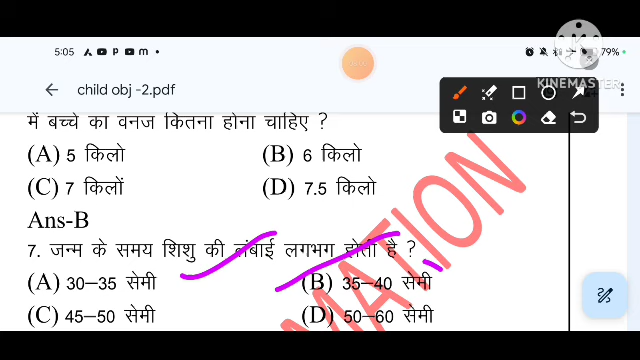 5:05 P m 79%
KINEMASTER
child obj -2.pdf
में बच्चे का वनज कितना होना चाहिए ?
(A) 5 किलो (B) 6 किलो
(C) 7 किलों (D) 7.5 किलो
Ans-B
7. जन्म के समय शिशु की लंबाई लगभग होती है ?
(A) 30–35 सेमी (B) 35–40 सेमी
(C) 45–50 सेमी (D) 50–60 सेमी
MATION